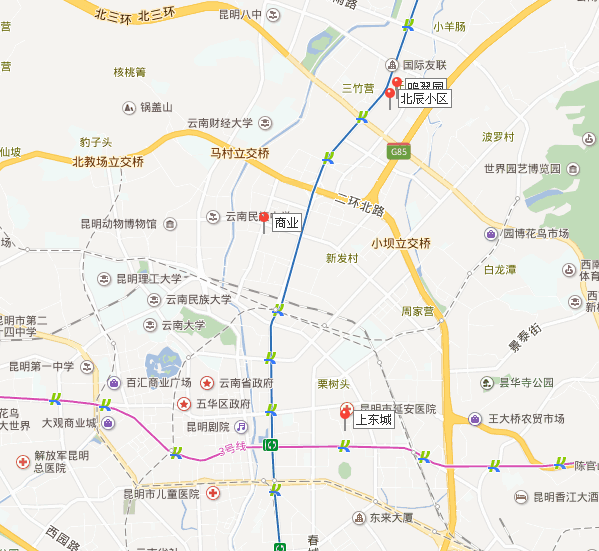 北三环
北三环
昆明八中
小羊肠
国际友联
核桃箐
三竹营
鸣翠园
北辰小区
锅盖山
云南财经大学
豹子头
仙坡
北教场立交桥
马村立交桥
G85
波罗村
世界园艺博览园
二环北路
昆明动物博物馆
商业
小坝立交桥
园博花鸟市场
场
新发村
白龙潭
昆明理工大学
云南民族大学
体育
周家营
昆明市第二
十四中学
云南大学
景泰街
昆明第一中学
百汇商业广场
云南省政府
栗树头
昙华寺公园
五华区政府
昆明市延安医院
花鸟
大世界
大观商业城
昆明剧院
上东城
王大桥农贸市场
3号线
解放军昆明
总医院
陈官
昆明市儿童医院
昆明香江大酒
东来大厦
西园路
春